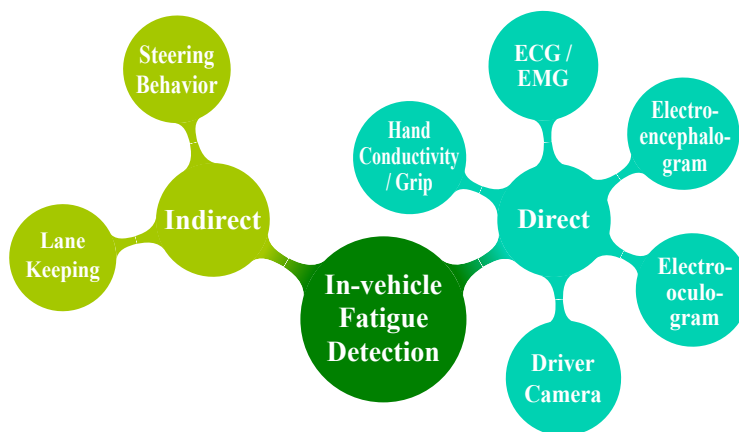 Steering
Behavior
Lane
Keeping
Indirect
In-vehicle
Fatigue
Detection
Direct
Hand
Conductivity
/ Grip
ECG /
EMG
Electro-
encephalo-
gram
Electro-
oculo-
gram
Driver
Camera